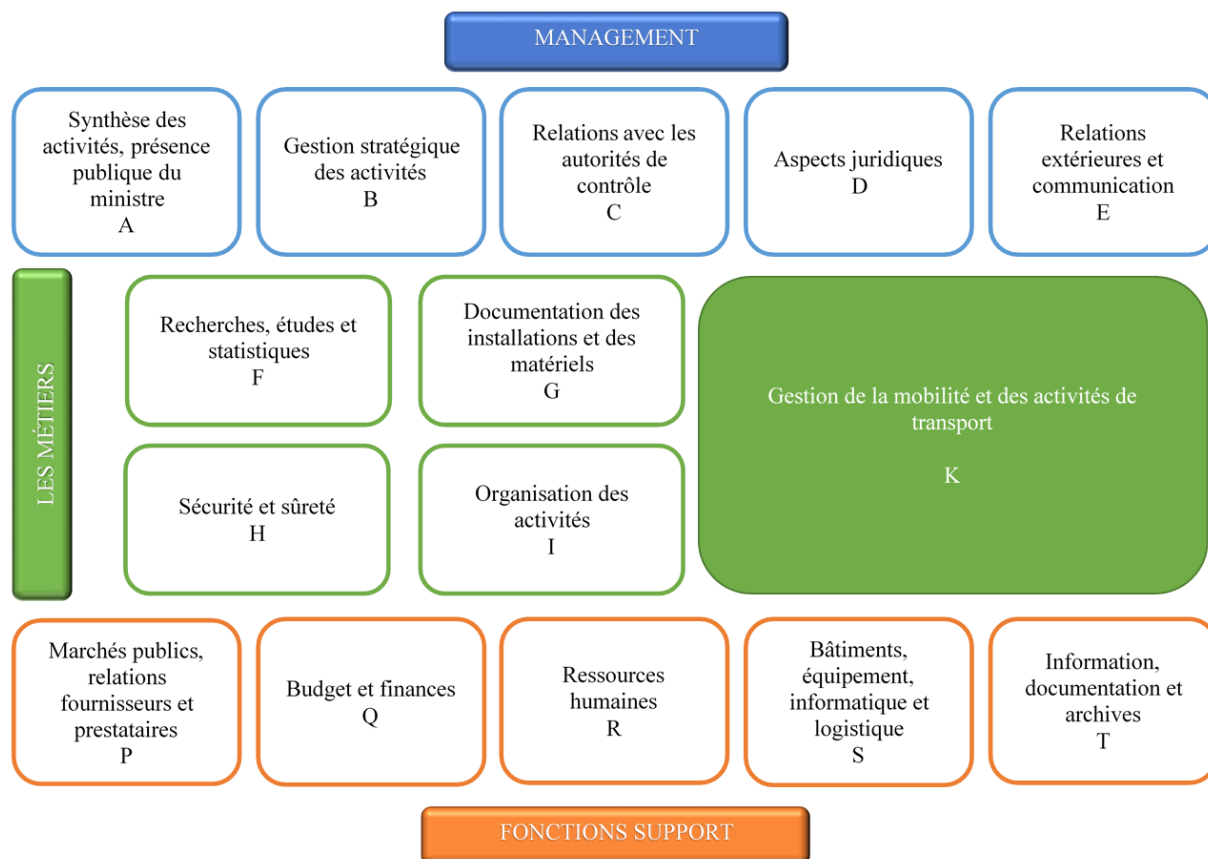 MANAGEMENT
Synthèse des
activités, présence
publique du
ministre
A
Gestion stratégique
des activités
B
Relations avec les
autorités de
contrôle
C
Aspects juridiques
D
Relations
extérieures et
communication
E
LES MÉTIERS
Recherches, études et
statistiques
F
Documentation des
installations et des
matériels
G
Gestion de la mobilité et des activités de
transport
K
Sécurité et sûreté
H
Organisation des
activités
I
Marchés publics,
relations
fournisseurs et
prestataires
P
Budget et finances
Q
Ressources
humaines
R
Bâtiments,
équipement,
informatique et
logistique
S
Information,
documentation et
archives
T
FONCTIONS SUPPORT